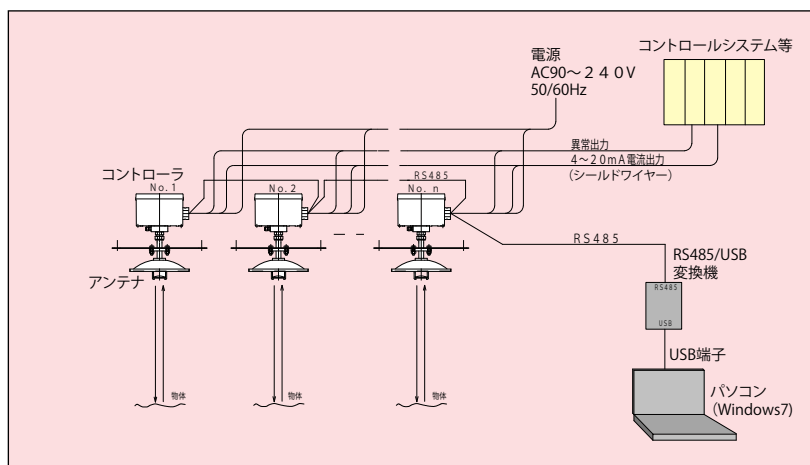 電源
AC90～２４０V
50/60Hz
コントロールシステム等
異常出力
4～20mA電流出力
(シールドワイヤー)
コントローラ
No.1
No.2
RS485
No. n
RS485
アンテナ
RS485/USB
変換機
RS485
USB
USB端子
パソコン
(Windows7)
物体
物体
物体